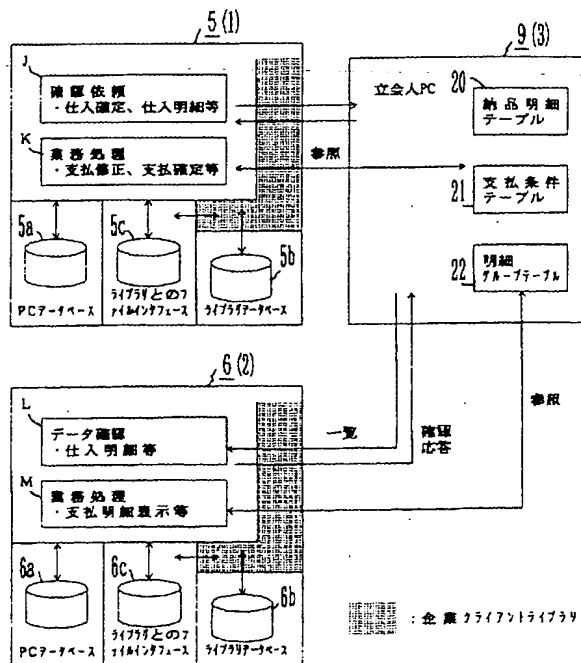 5 (1)
J
確認依頼
・仕入確定、仕入明細等
K
業務処理
・支払修正、支払確定等
5a
5c
5b
PCデータベース
ライブラリとのフ
ァイルインタフェース
ライブラリデータベース
参照
9 (3)
立会人PC
20
納品明細
テーブル
21
支払条件
テーブル
22
明細
グループテーブル
6 (2)
L
データ確認
・仕入明細等
M
業務処理
・支払明細表示等
6a
6c
6b
PCデータベース
ライブラリとのフ
ァイルインタフェース
ライブラリデータベース
一覧
確認
応答
参照
:企業クライアントライブラリ